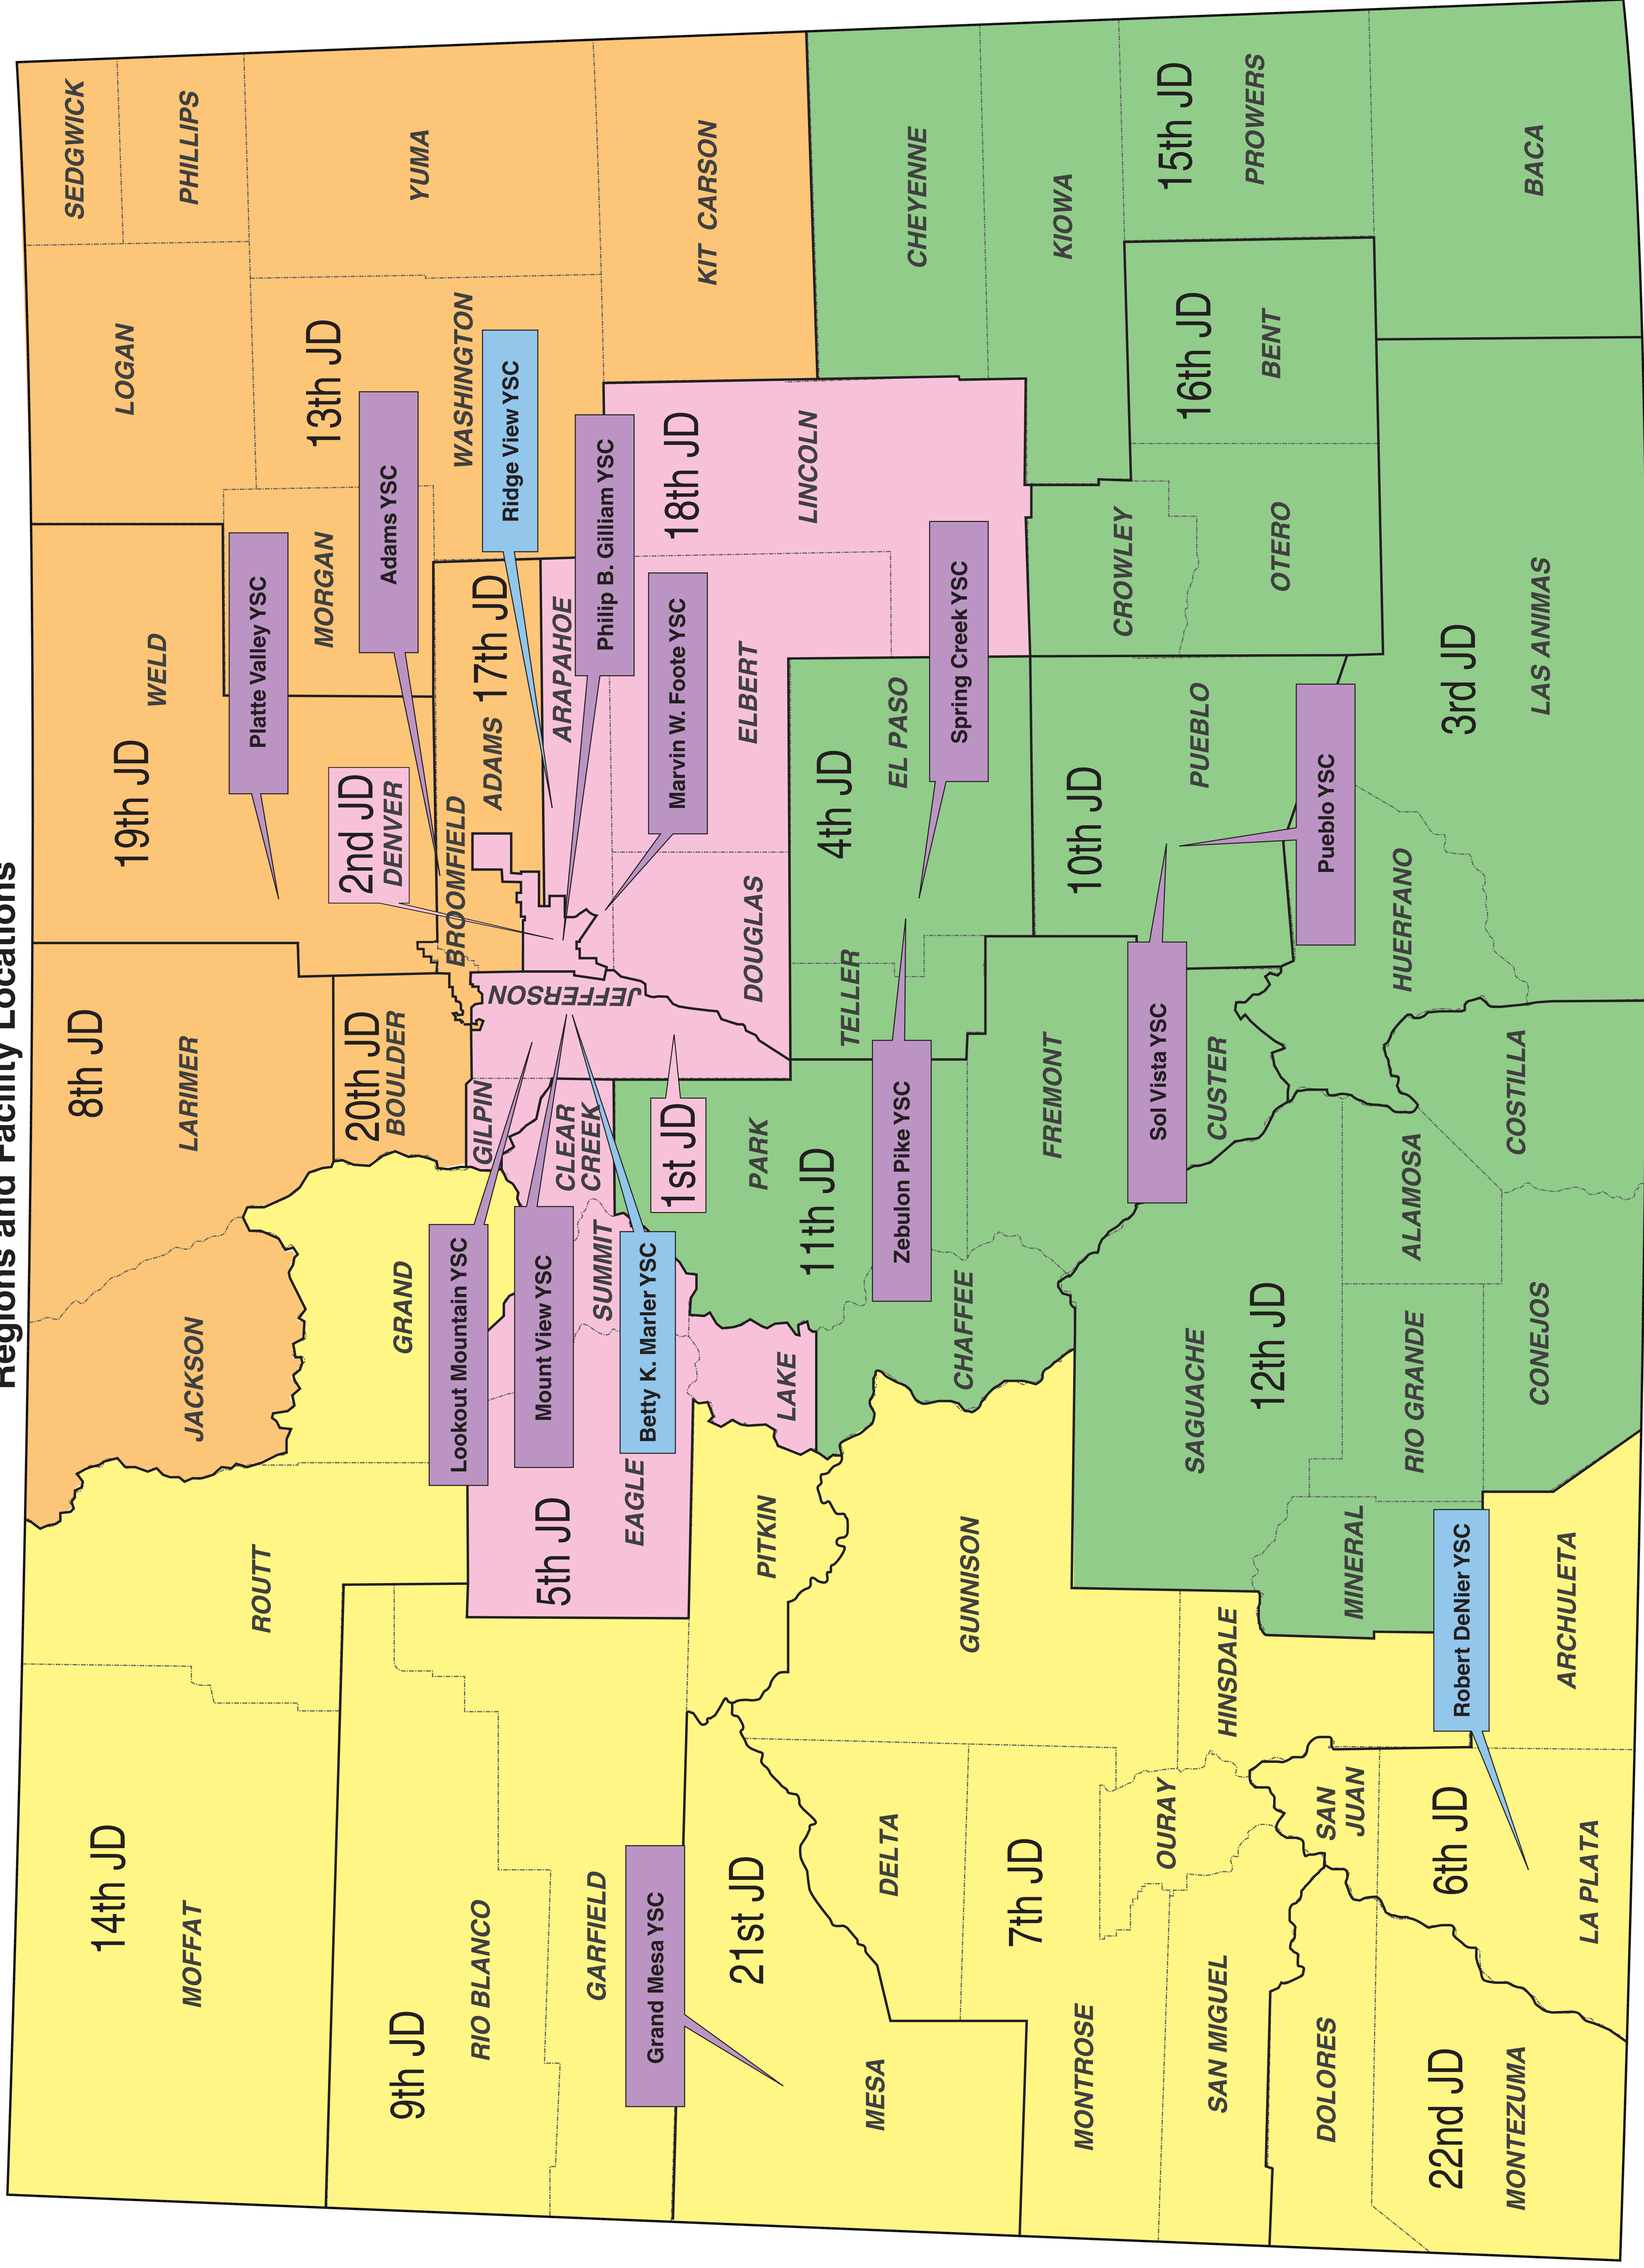 Regions and Facility Locations
14th JD
MOFFAT
ROUTT
JACKSON
8th JD
LARIMER
19th JD
WELD
LOGAN
SEDGWICK
PHILLIPS
9th JD
RIO BLANCO
GARFIELD
GRAND
20th JD
BOULDER
2nd JD
DENVER
BROOMFIELD
Platte Valley YSC
MORGAN
13th JD
Adams YSC
WASHINGTON
YUMA
Lookout Mountain YSC
Mount View YSC
Betty K. Marler YSC
5th JD
EAGLE
SUMMIT
GILPIN
CLEAR
CREEK
JEFFERSON
1st JD
17th JD
ADAMS
ARAPAHOE
Ridge View YSC
Philip B. Gilliam YSC
Marvin W. Foote YSC
18th JD
LINCOLN
ELBERT
DOUGLAS
KIT CARSON
Grand Mesa YSC
21st JD
MESA
PITKIN
LAKE
PARK
11th JD
TELLER
4th JD
EL PASO
Spring Creek YSC
Zebulon Pike YSC
CHEYENNE
DELTA
GUNNISON
CHAFFEE
7th JD
MONTROSE
FREMONT
10th JD
PUEBLO
CROWLEY
KIOWA
OURAY
SAN MIGUEL
HINSDALE
SAGUACHE
12th JD
Sol Vista YSC
CUSTER
Pueblo YSC
OTERO
16th JD
BENT
15th JD
PROWERS
DOLORES
SAN
JUAN
MINERAL
RIO GRANDE
ALAMOSA
HUERFANO
3rd JD
LAS ANIMAS
BACA
22nd JD
MONTEZUMA
6th JD
LA PLATA
Robert DeNier YSC
ARCHULETA
CONEJOS
COSTILLA